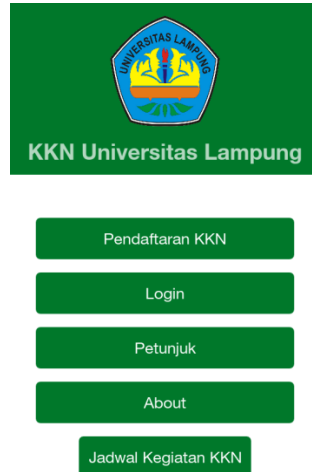 UNIVERSITAS LAMPUNG
KKN Universitas Lampung
Pendaftaran KKN
Login
Petunjuk
About
Jadwal Kegiatan KKN